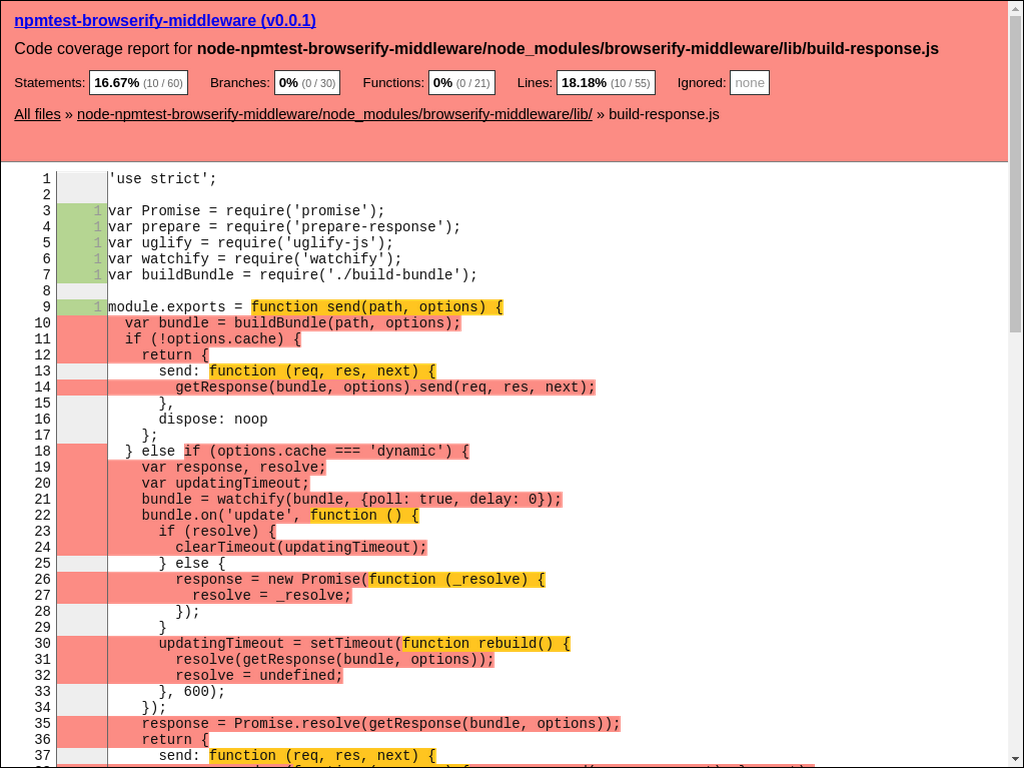 npmtest-browserify-middleware (v0.0.1)
Code coverage report for node-npmtest-browserify-middleware/node_modules/browserify-middleware/lib/build-response.js
Statements: 16.67% (10 / 60) Branches: 0% (0 / 30) Functions: 0% (0 / 21) Lines: 18.18% (10 / 55) Ignored: none
All files » node-npmtest-browserify-middleware/node_modules/browserify-middleware/lib/ » build-response.js
1 'use strict';
2
3 1 var Promise = require('promise');
4 1 var prepare = require('prepare-response');
5 1 var uglify = require('uglify-js');
6 1 var watchify = require('watchify');
7 1 var buildBundle = require('./build-bundle');
8
9 1 module.exports = function send(path, options) {
10 var bundle = buildBundle(path, options);
11 if (!options.cache) {
12 return {
13 send: function (req, res, next) {
14 getResponse(bundle, options).send(req, res, next);
15 },
16 dispose: noop
17 };
18 } else if (options.cache === 'dynamic') {
19 var response, resolve;
20 var updatingTimeout;
21 bundle = watchify(bundle, {poll: true, delay: 0});
22 bundle.on('update', function () {
23 if (resolve) {
24 clearTimeout(updatingTimeout);
25 } else {
26 response = new Promise(function (_resolve) {
27 resolve = _resolve;
28 });
29 }
30 updatingTimeout = setTimeout(function rebuild() {
31 resolve(getResponse(bundle, options));
32 resolve = undefined;
33 }, 600);
34 });
35 response = Promise.resolve(getResponse(bundle, options));
36 return {
37 send: function (req, res, next) {